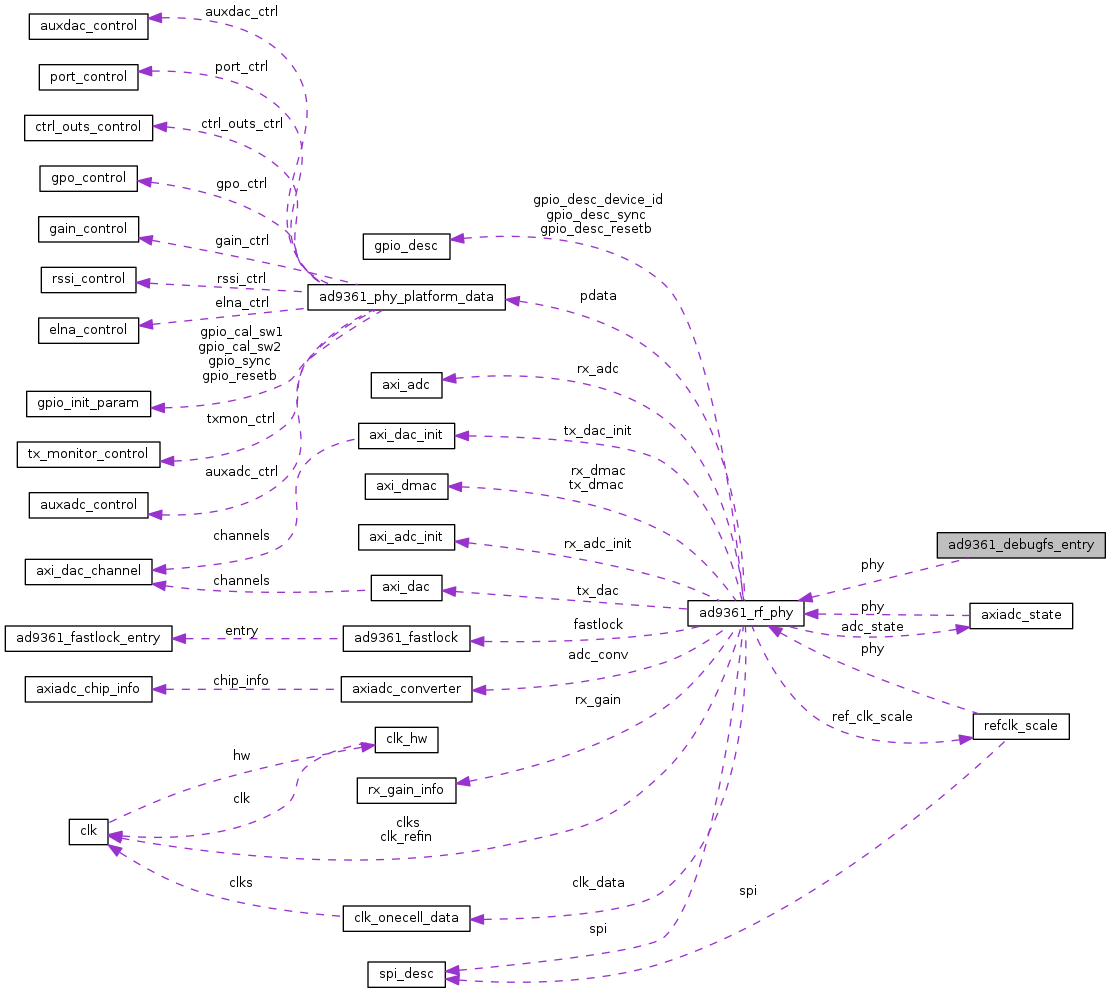 auxdac_control
auxdac_ctrl
port_control
port_ctrl
ctrl_outs_control
ctrl_outs_ctrl
gpo_control
gpo_ctrl
gpio_desc_device_id
gpio_desc_sync
gpio_desc_resetb
gain_control
gain_ctrl
gpio_desc
rssi_control
rssi_ctrl
ad9361_phy_platform_data
pdata
elna_control
elna_ctrl
gpio_cal_sw1
gpio_cal_sw2
gpio_sync
gpio_resetb
gpio_init_param
axi_adc
rx_adc
tx_monitor_control
txmon_ctrl
axi_dac_init
tx_dac_init
auxadc_control
auxadc_ctrl
axi_dmac
rx_dmac
tx_dmac
channels
axi_adc_init
rx_adc_init
ad9361_debugfs_entry
axi_dac_channel
channels
axi_dac
tx_dac
phy
ad9361_rf_phy
phy
axiadc_state
adc_state
ad9361_fastlock_entry
entry
ad9361_fastlock
fastlock
phy
axiadc_chip_info
chip_info
axiadc_converter
adc_conv
rx_gain
ref_clk_scale
refclk_scale
clk_hw
hw
clk
rx_gain_info
clk
clks
clk_refin
clks
clk_onecell_data
clk_data
spi
spi
spi_desc